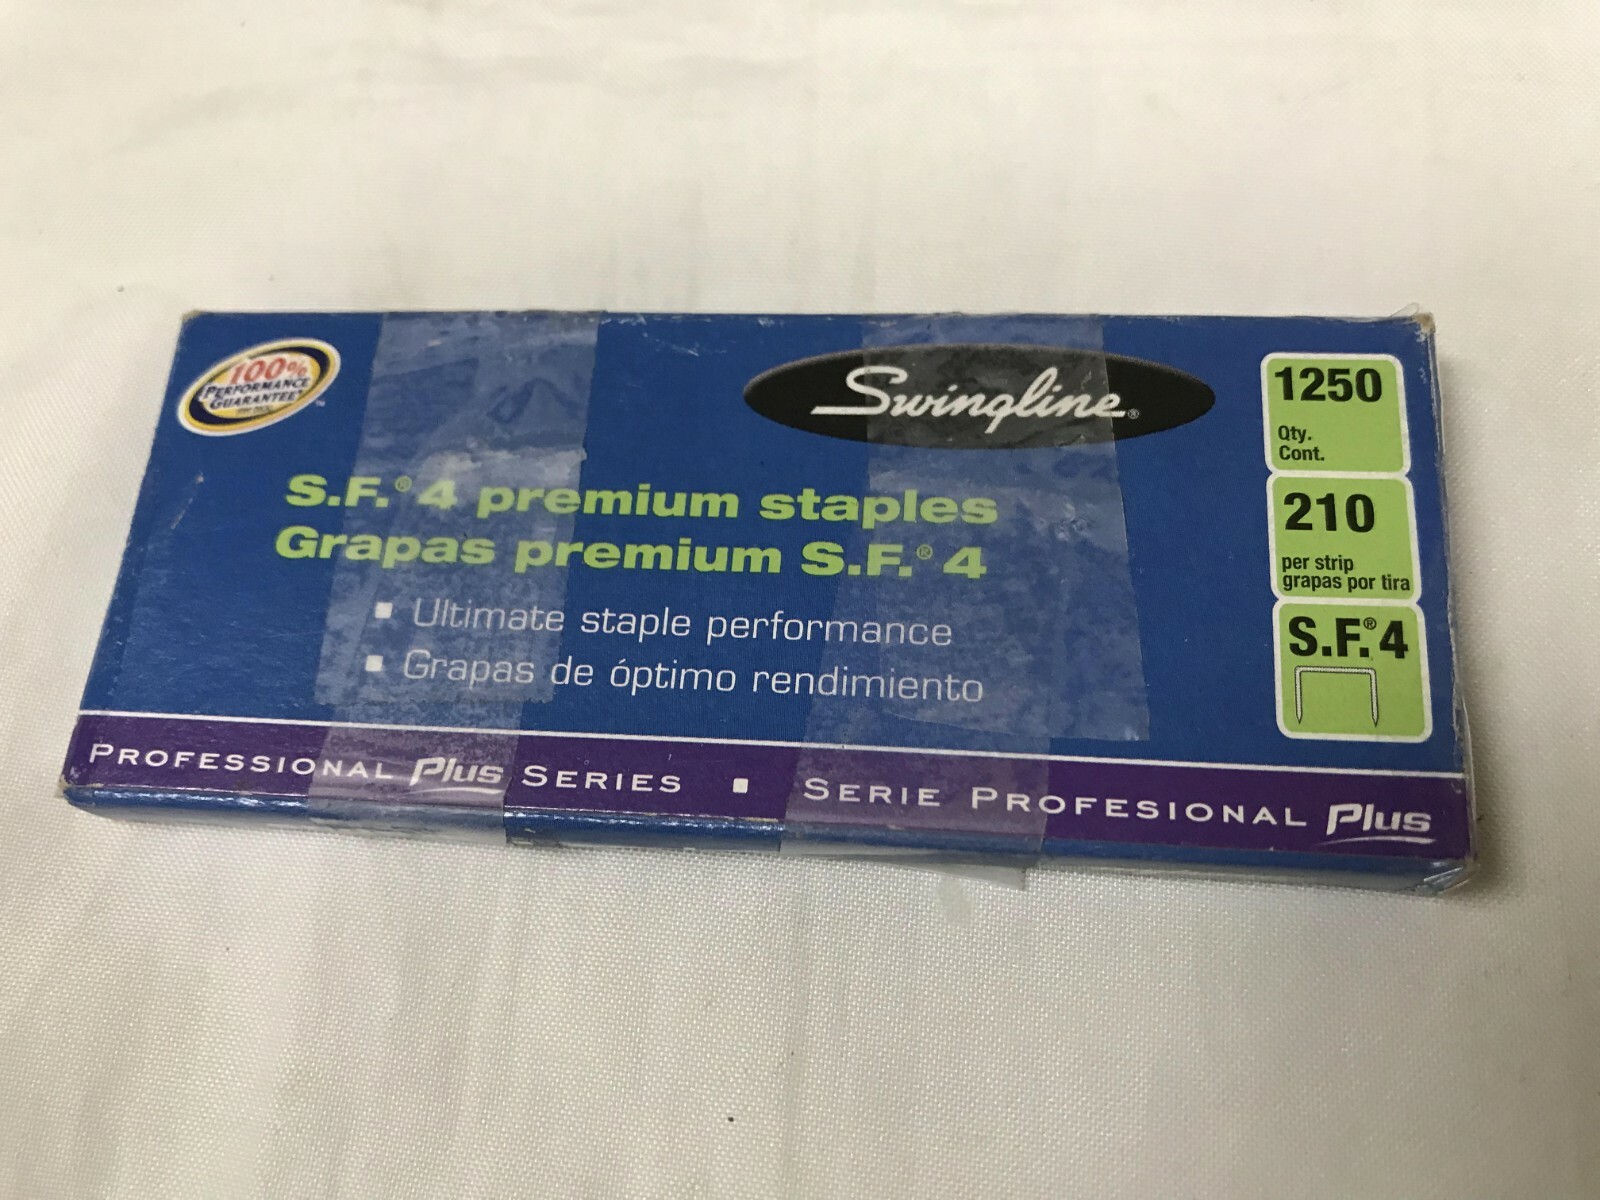 100%
PERFORMANCE
GUARANTEE™
Swingline®
S.F.® 4 premium staples
Grapas premium S.F.® 4
▪ Ultimate staple performance
▪ Grapas de óptimo rendimiento
1250
Qty.
Cont.
210
per strip
grapas por tira
S.F.® 4
PROFESSIONAL Plus SERIES ▪ SERIE PROFESIONAL Plus